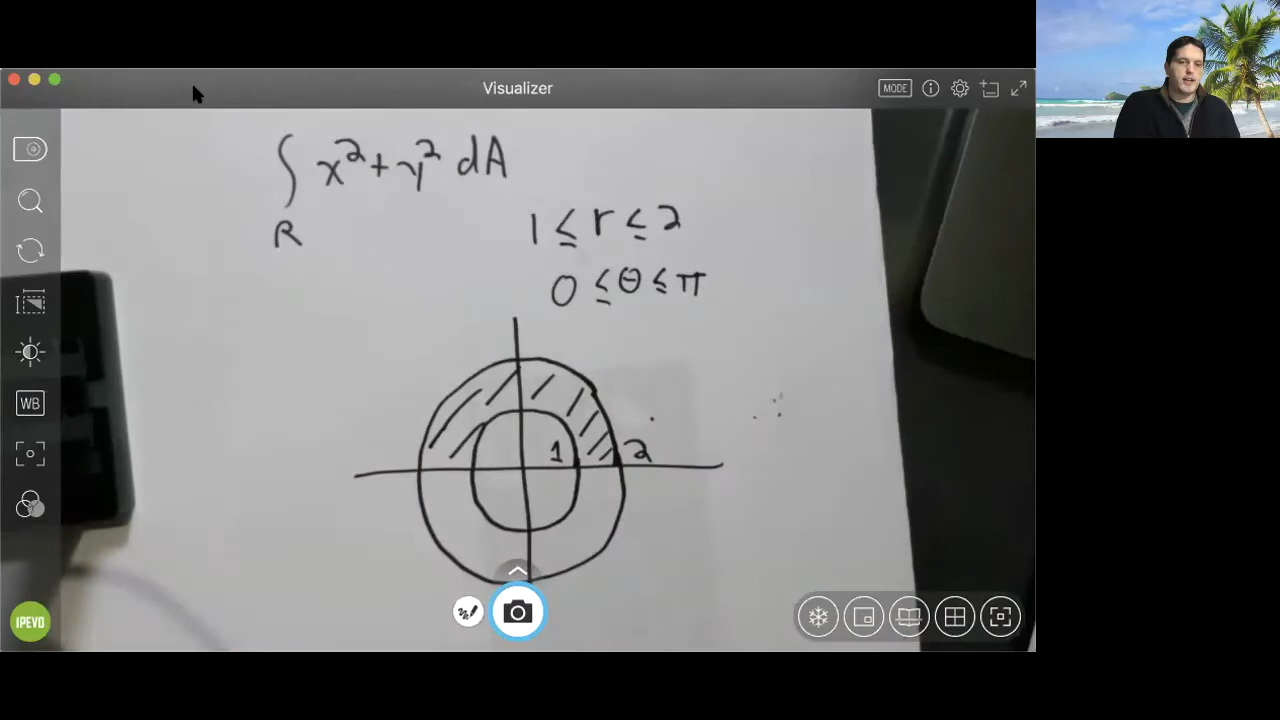 Visualizer
MODE
∫ x² + y² dA
R
1 ≤ r ≤ 2
0 ≤ θ ≤ π
1
2
WB
IPEVO